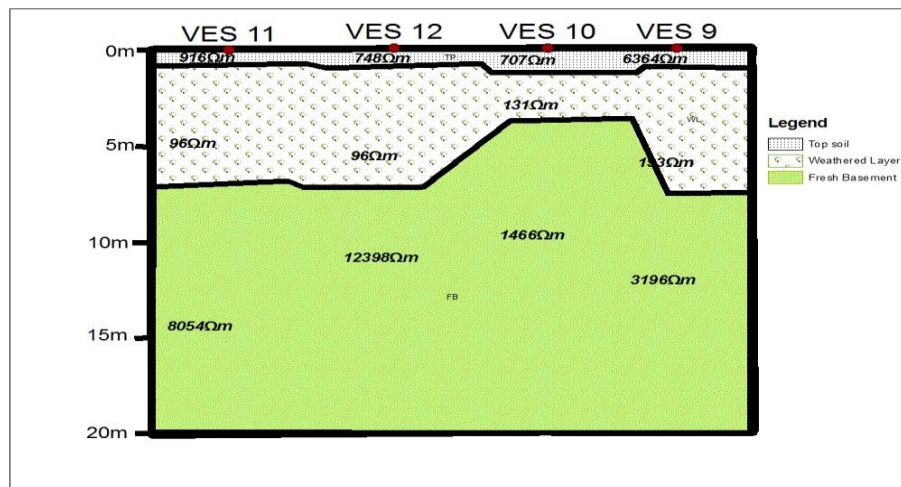 VES 11 VES 12 VES 10 VES 9
0m
916Ωm 748Ωm TP 707Ωm 6364Ωm
131Ωm
WL
Legend
Top soil
Weathered Layer
Fresh Basement
5m
96Ωm 96Ωm 193Ωm
10m
12398Ωm 1466Ωm
3196Ωm
FB
15m
8054Ωm
20m